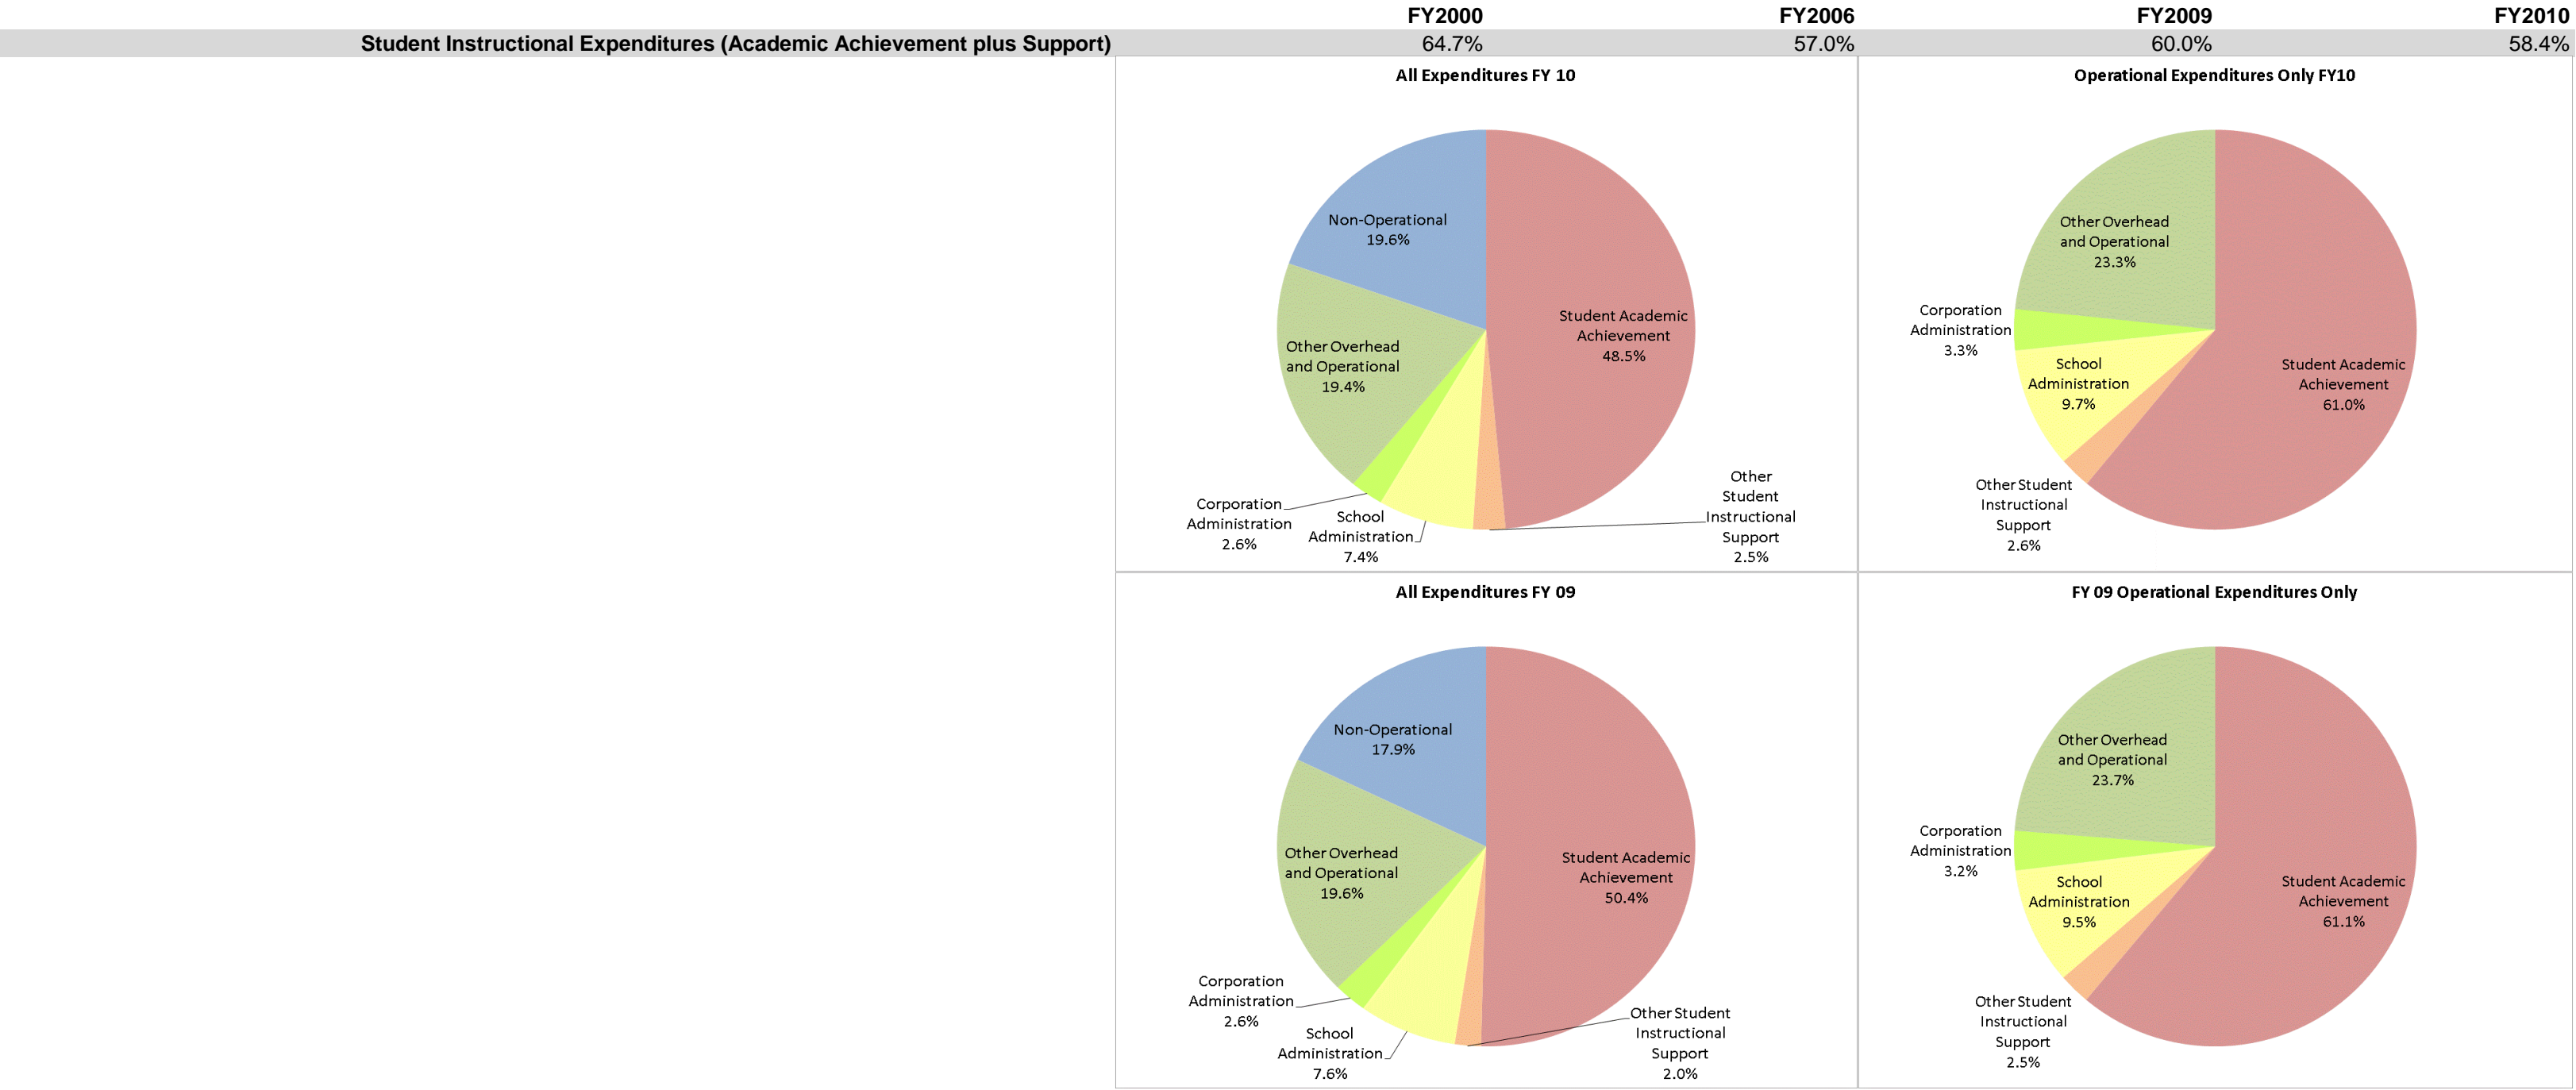 FY2000 FY2006 FY2009 FY2010
Student Instructional Expenditures (Academic Achievement plus Support) 64.7% 57.0% 60.0% 58.4%
All Expenditures FY 10
Non-Operational
19.6%
Student Academic
Achievement
48.5%
Other Overhead
and Operational
19.4%
Corporation
Administration
2.6%
School
Administration
7.4%
Other
Student
Instructional
Support
2.5%
Operational Expenditures Only FY10
Other Overhead
and Operational
23.3%
Corporation
Administration
3.3%
School
Administration
9.7%
Student Academic
Achievement
61.0%
Other Student
Instructional
Support
2.6%
All Expenditures FY 09
Non-Operational
17.9%
Student Academic
Achievement
50.4%
Other Overhead
and Operational
19.6%
Corporation
Administration
2.6%
School
Administration
7.6%
Other Student
Instructional
Support
2.0%
FY 09 Operational Expenditures Only
Other Overhead
and Operational
23.7%
Corporation
Administration
3.2%
School
Administration
9.5%
Student Academic
Achievement
61.1%
Other Student
Instructional
Support
2.5%